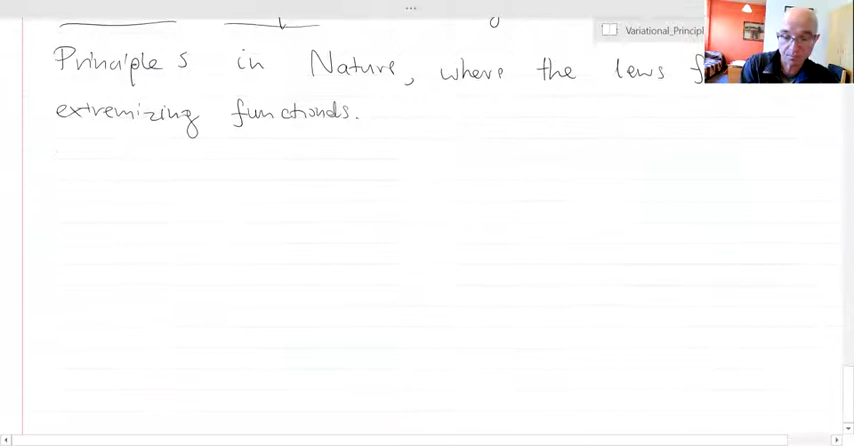 Variational_Principl
Principles in Nature, where the laws f
extremizing functionals.